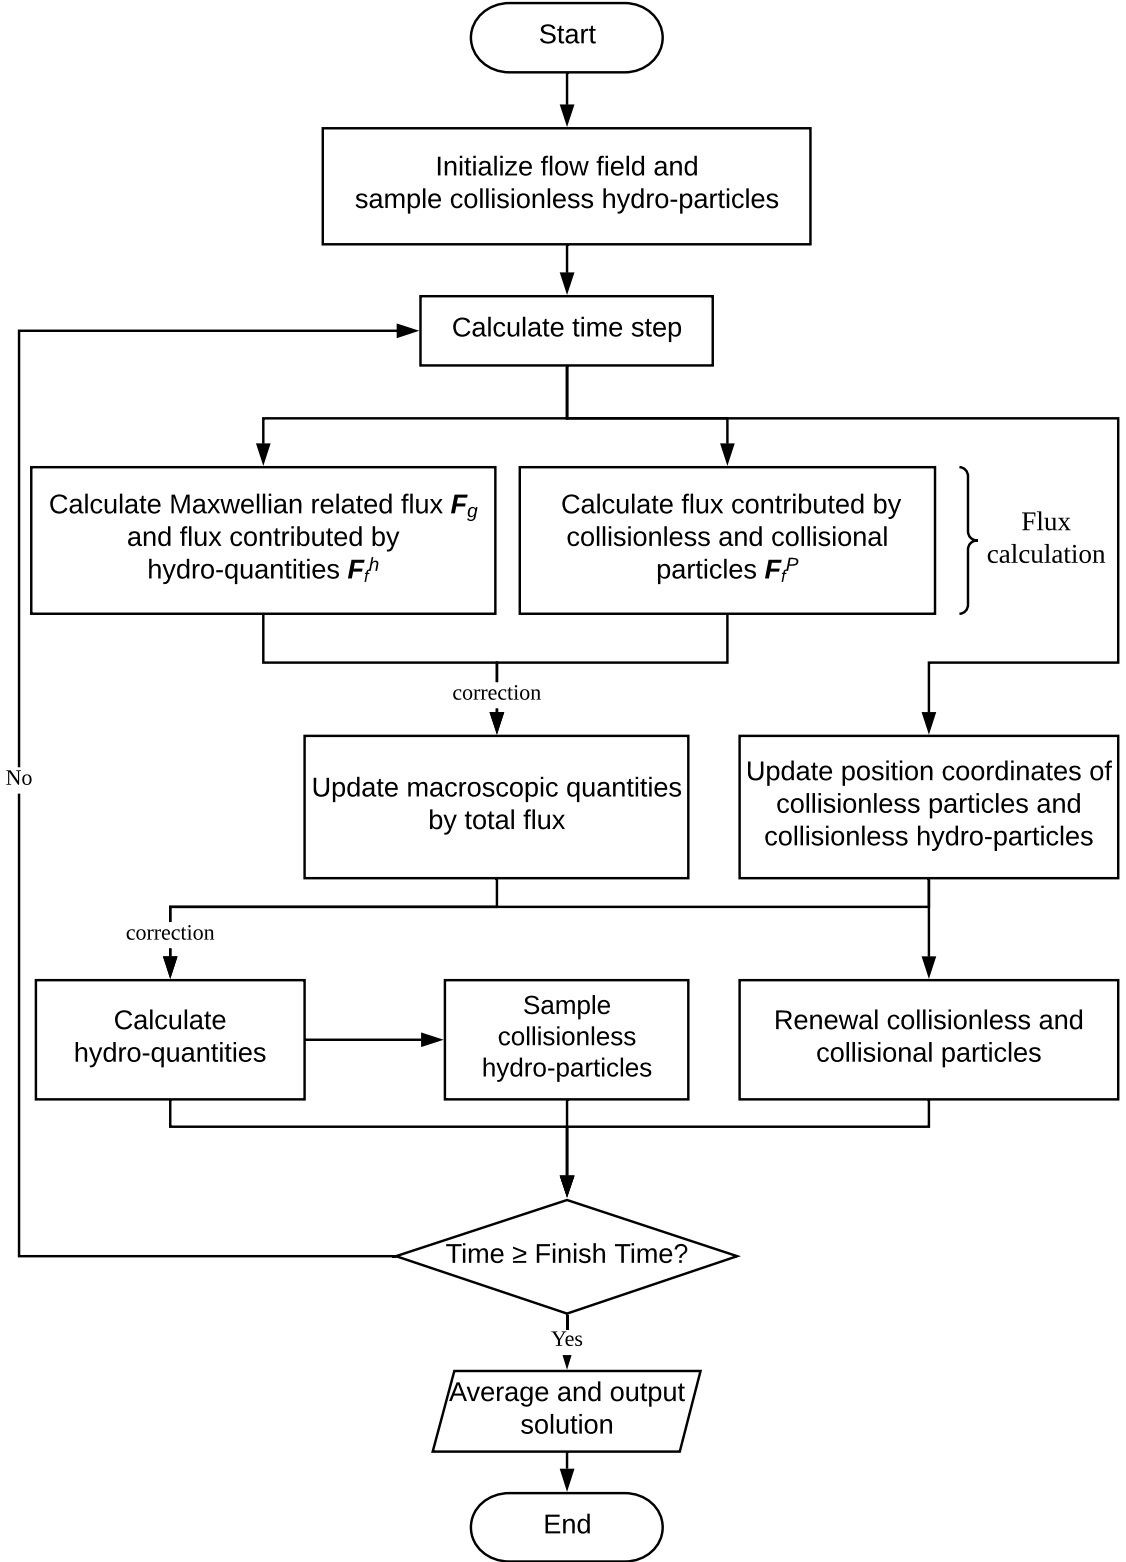 Start
Initialize flow field and
sample collisionless hydro-particles
Calculate time step
Calculate Maxwellian related flux F_g
and flux contributed by
hydro-quantities F_f^h
Calculate flux contributed by
collisionless and collisional
particles F_f^P
Flux
calculation
correction
No
Update macroscopic quantities
by total flux
Update position coordinates of
collisionless particles and
collisionless hydro-particles
correction
Calculate
hydro-quantities
Sample
collisionless
hydro-particles
Renewal collisionless and
collisional particles
Time ≥ Finish Time?
Yes
Average and output
solution
End